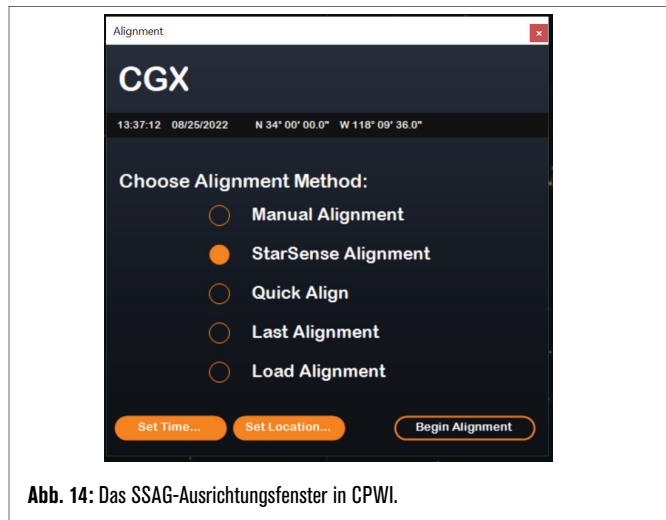 Alignment
CGX
13:37:12 08/25/2022 N 34° 00' 00.0" W 118° 09' 36.0"
Choose Alignment Method:
Manual Alignment
StarSense Alignment
Quick Align
Last Alignment
Load Alignment
Set Time... Set Location... Begin Alignment
Abb. 14: Das SSAG-Ausrichtungsfenster in CPWI.